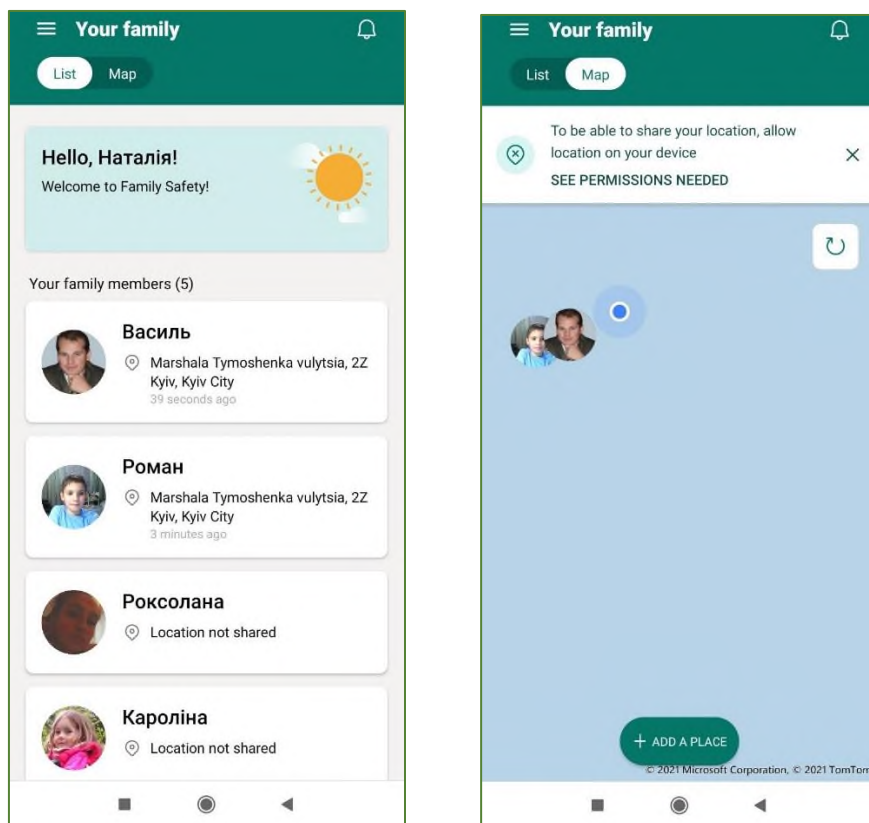 Your family
List Map
Hello, Наталія!
Welcome to Family Safety!
Your family members (5)
Василь
Marshala Tymoshenka vulytsia, 2Z
Kyiv, Kyiv City
39 seconds ago
Роман
Marshala Tymoshenka vulytsia, 2Z
Kyiv, Kyiv City
3 minutes ago
Роксолана
Location not shared
Кароліна
Location not shared
Your family
List Map
To be able to share your location, allow
location on your device
SEE PERMISSIONS NEEDED
+ ADD A PLACE
© 2021 Microsoft Corporation, © 2021 TomTom